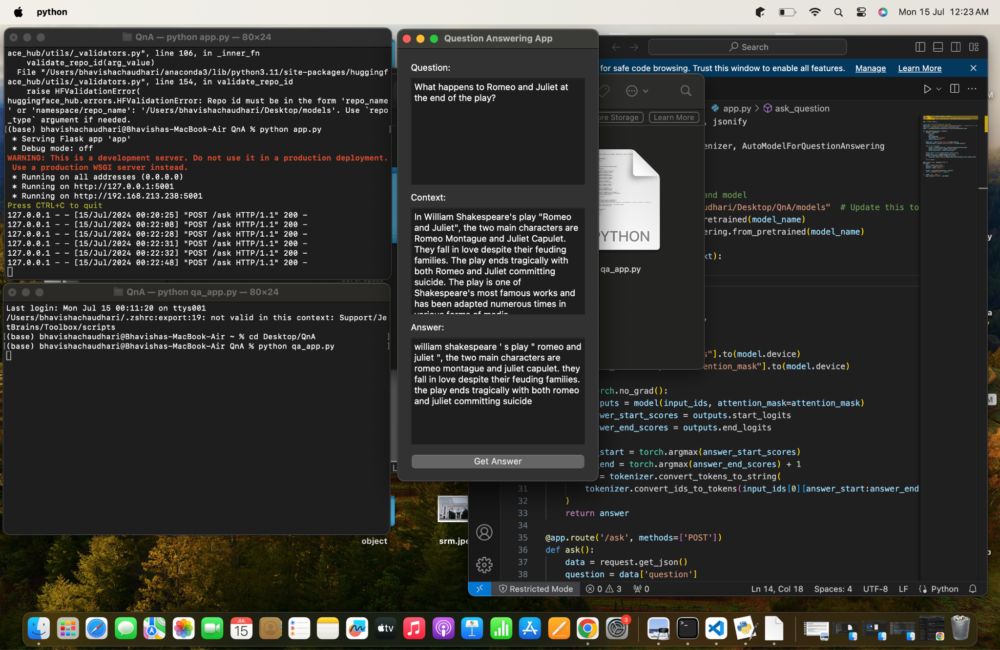 python
Mon 15 Jul 12:23 AM
QnA — python app.py — 80×24
ace_hub/utils/_validators.py", line 106, in _inner_fn
validate_repo_id(arg_value)
File "/Users/bhavishachaudhari/anaconda3/lib/python3.11/site-packages/huggingf
ace_hub/utils/_validators.py", line 154, in validate_repo_id
raise HFValidationError(
huggingface_hub.errors.HFValidationError: Repo id must be in the form 'repo_name
' or 'namespace/repo_name': '/Users/bhavishachaudhari/Desktop/models'. Use `repo
_type` argument if needed.
[(base) bhavishachaudhari@Bhavishas-MacBook-Air QnA % python app.py ]
* Serving Flask app 'app'
* Debug mode: off
WARNING: This is a development server. Do not use it in a production deployment.
Use a production WSGI server instead.
* Running on all addresses (0.0.0.0)
* Running on http://127.0.0.1:5001
* Running on http://192.168.213.238:5001
Press CTRL+C to quit
127.0.0.1 - - [15/Jul/2024 00:20:25] "POST /ask HTTP/1.1" 200 -
127.0.0.1 - - [15/Jul/2024 00:22:08] "POST /ask HTTP/1.1" 200 -
127.0.0.1 - - [15/Jul/2024 00:22:28] "POST /ask HTTP/1.1" 200 -
127.0.0.1 - - [15/Jul/2024 00:22:31] "POST /ask HTTP/1.1" 200 -
127.0.0.1 - - [15/Jul/2024 00:22:32] "POST /ask HTTP/1.1" 200 -
127.0.0.1 - - [15/Jul/2024 00:22:48] "POST /ask HTTP/1.1" 200 -
QnA — python qa_app.py — 80×24
Last login: Mon Jul 15 00:11:20 on ttys001
/Users/bhavishachaudhari/.zshrc:export:19: not valid in this context: Support/Je
tBrains/Toolbox/scripts
[(base) bhavishachaudhari@Bhavishas-MacBook-Air ~ % cd Desktop/QnA ]
[(base) bhavishachaudhari@Bhavishas-MacBook-Air QnA % python qa_app.py ]
Question Answering App
Question:
What happens to Romeo and Juliet at
the end of the play?
Context:
In William Shakespeare's play "Romeo
and Juliet", the two main characters are
Romeo Montague and Juliet Capulet.
They fall in love despite their feuding
families. The play ends tragically with
both Romeo and Juliet committing
suicide. The play is one of
Shakespeare's most famous works and
has been adapted numerous times in
various forms of media
Answer:
william shakespeare ' s play " romeo and
juliet ", the two main characters are
romeo montague and juliet capulet. they
fall in love despite their feuding families.
the play ends tragically with both romeo
and juliet committing suicide
Get Answer
Search
for safe code browsing. Trust this window to enable all features. Manage Learn More
ore Storage Learn More
PYTHON
qa_app.py
app.py > ask_question
, jsonify
enizer, AutoModelForQuestionAnswering
and model
udhari/Desktop/QnA/models" # Update this to
retrained(model_name)
ering.from_pretrained(model_name)
xt):
,
s"].to(model.device)
ention_mask"].to(model.device)
rch.no_grad():
puts = model(input_ids, attention_mask=attention_mask)
wer_start_scores = outputs.start_logits
wer_end_scores = outputs.end_logits
_start = torch.argmax(answer_start_scores)
_end = torch.argmax(answer_end_scores) + 1
= tokenizer.convert_tokens_to_string(
31 tokenizer.convert_ids_to_tokens(input_ids[0][answer_start:answer_end
32 )
33 return answer
34
35 @app.route('/ask', methods=['POST'])
36 def ask():
37 data = request.get_json()
38 question = data['question']
Restricted Mode 0 3 0 Ln 14, Col 18 Spaces: 4 UTF-8 LF Python
object
srm.jpe
JUL
15
tv
3